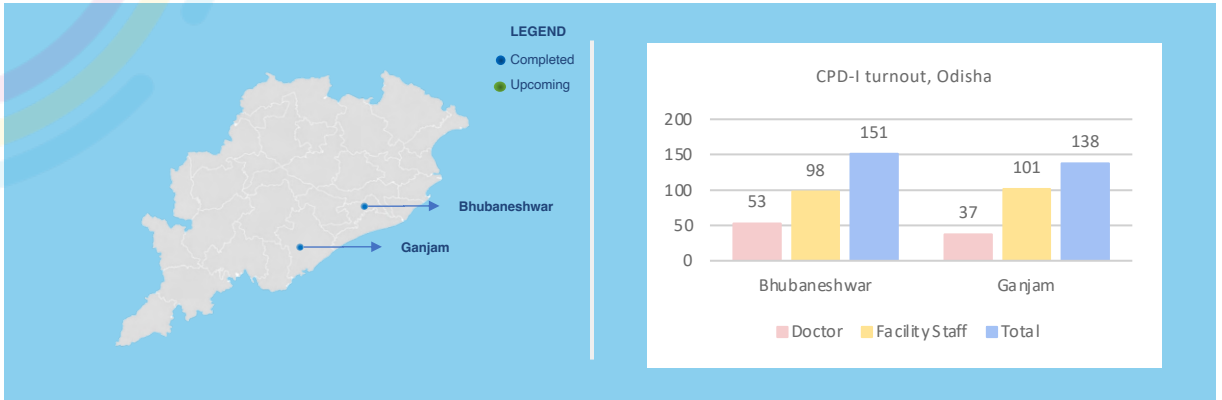 LEGEND
Completed
Upcoming
Bhubaneshwar
Ganjam
CPD-I turnout, Odisha
200
150
100
50
0
151
138
98
101
53
37
Bhubaneshwar Ganjam
Doctor Facility Staff Total